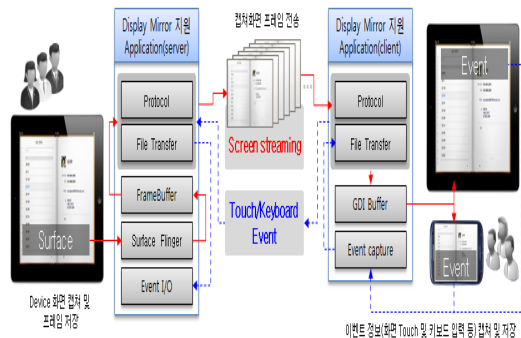 Display Mirror 지원
Application(server)
캡쳐화면 프레임 전송
Display Mirror 지원
Application(client)
Protocol
File Transfer
FrameBuffer
Surface Flinger
Event I/O
Screen streaming
Touch/Keyboard
Event
Protocol
File Transfer
GDI Buffer
Event capture
Surface
Event
Event
Device 화면 캡쳐 및
프레임 저장
이벤트 정보(화면 Touch 및 키보드 입력 등) 캡쳐 및 저장